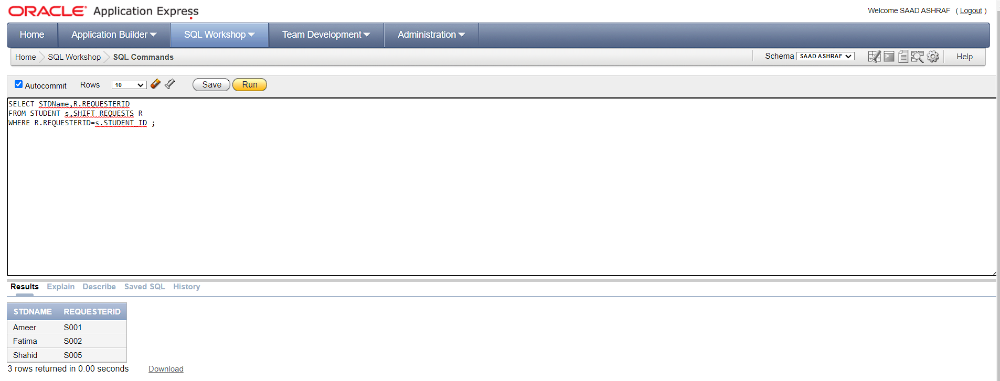 ORACLE Application Express
Welcome SAAD ASHRAF ( Logout )
Home Application Builder SQL Workshop Team Development Administration
Home SQL Workshop SQL Commands Schema SAAD ASHRAF Help
Autocommit Rows 10 Save Run
SELECT STDName,R.REQUESTERID
FROM STUDENT s,SHIFT_REQUESTS R
WHERE R.REQUESTERID=s.STUDENT_ID ;
Results Explain Describe Saved SQL History
STDNAME REQUESTERID
Ameer S001
Fatima S002
Shahid S005
3 rows returned in 0.00 seconds Download